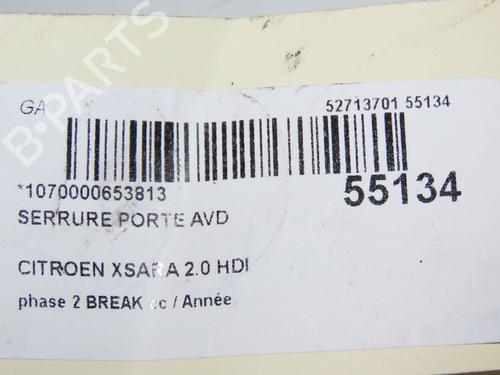 GA 52713701 55134
*1070000653813 55134
SERRURE PORTE AVD
CITROEN XSARA 2.0 HDI
phase 2 BREAK cc / Année
B-PARTS